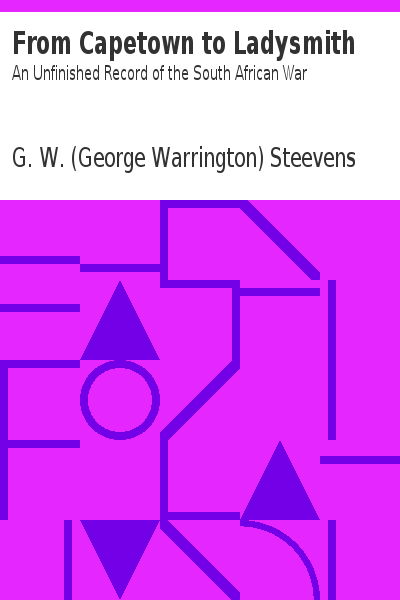 From Capetown to Ladysmith
An Unfinished Record of the South African War
G. W. (George Warrington) Steevens